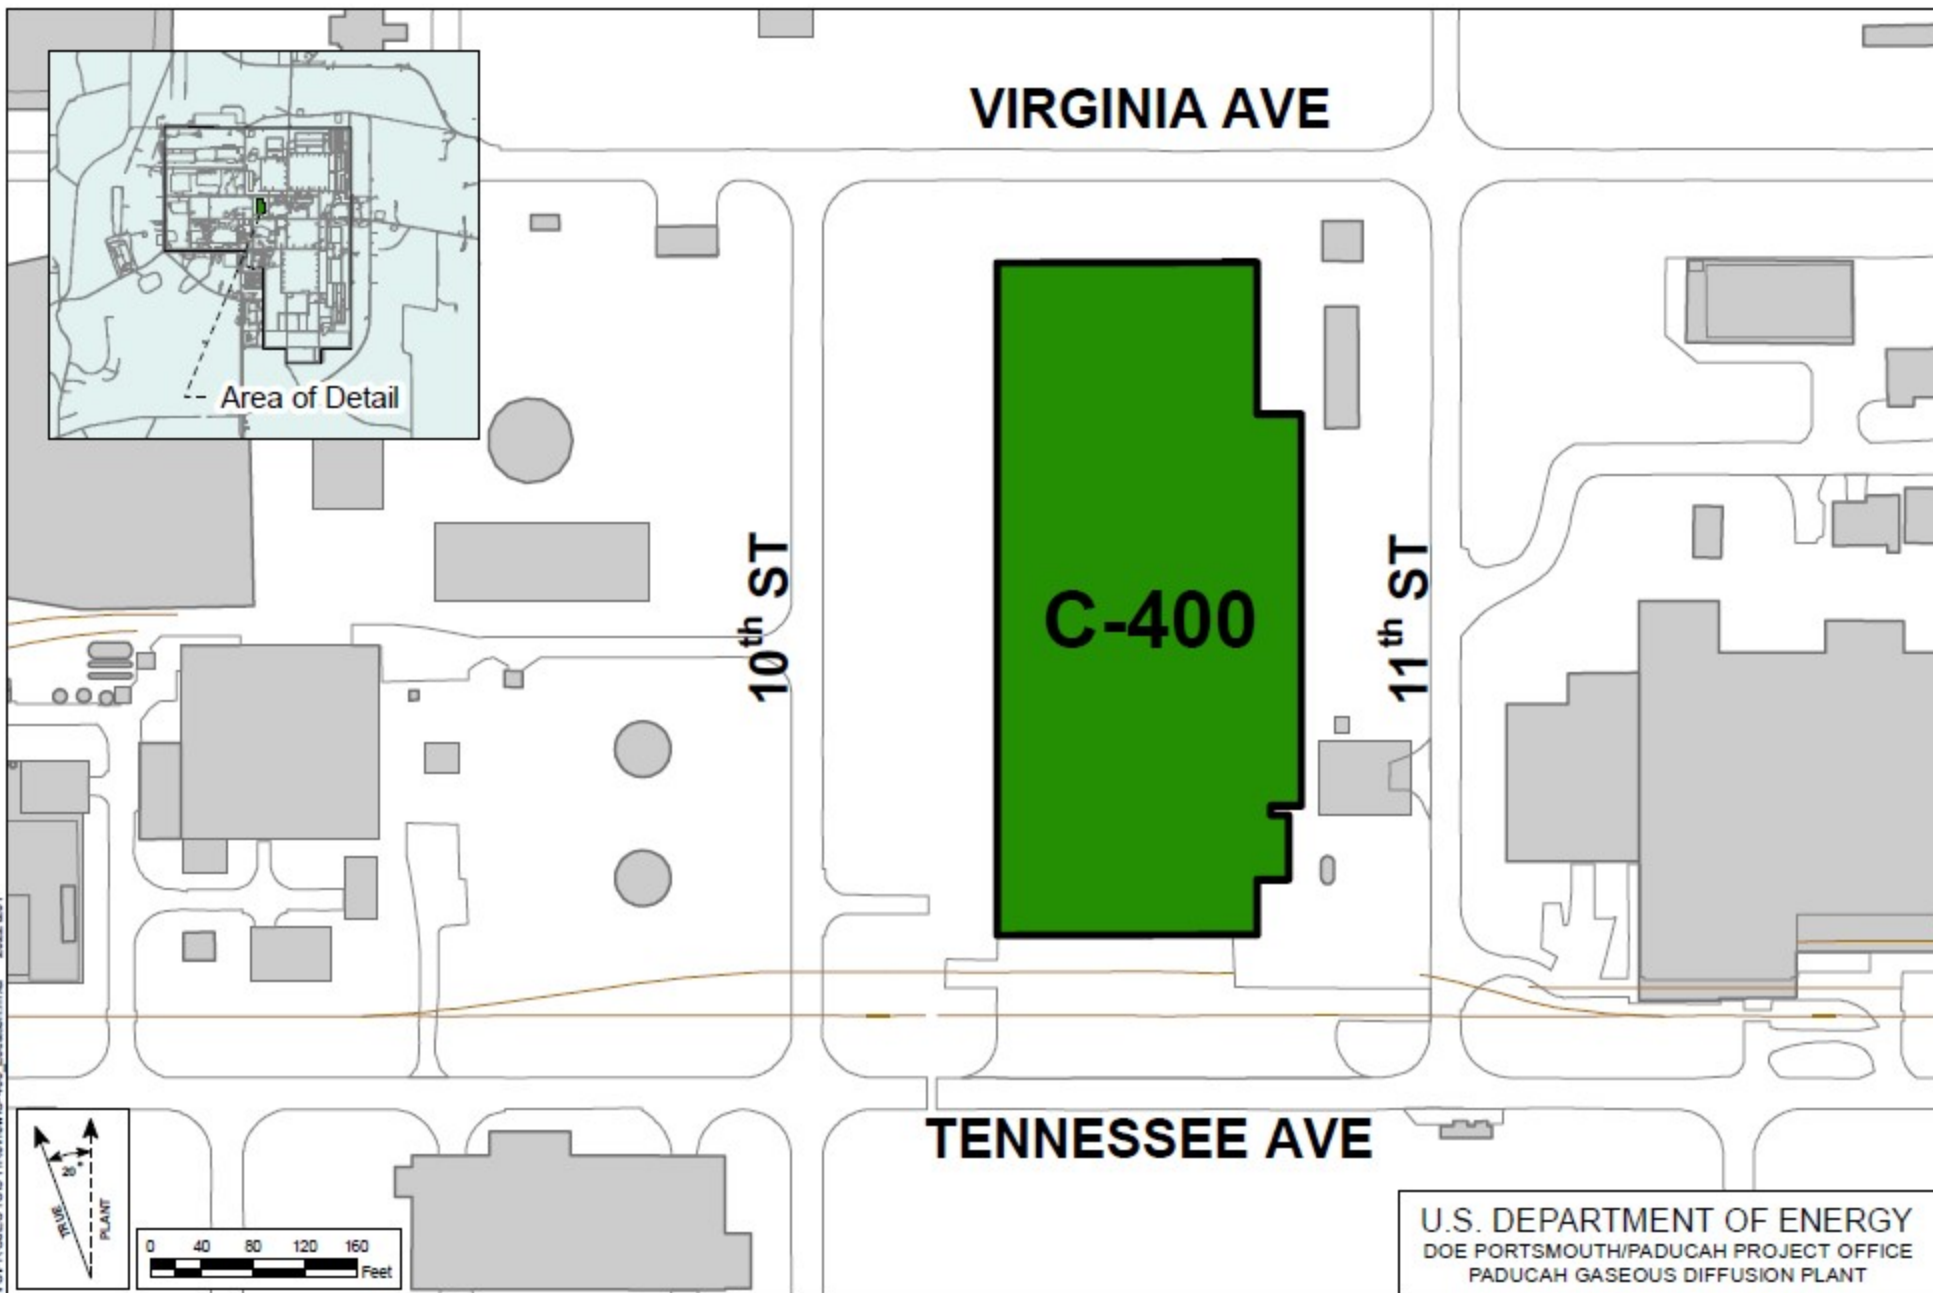 VIRGINIA AVE
Area of Detail
10th ST
C-400
11th ST
TENNESSEE AVE
20°
TRUE
PLANT
0 40 80 120 160
Feet
U.S. DEPARTMENT OF ENERGY
DOE PORTSMOUTH/PADUCAH PROJECT OFFICE
PADUCAH GASEOUS DIFFUSION PLANT